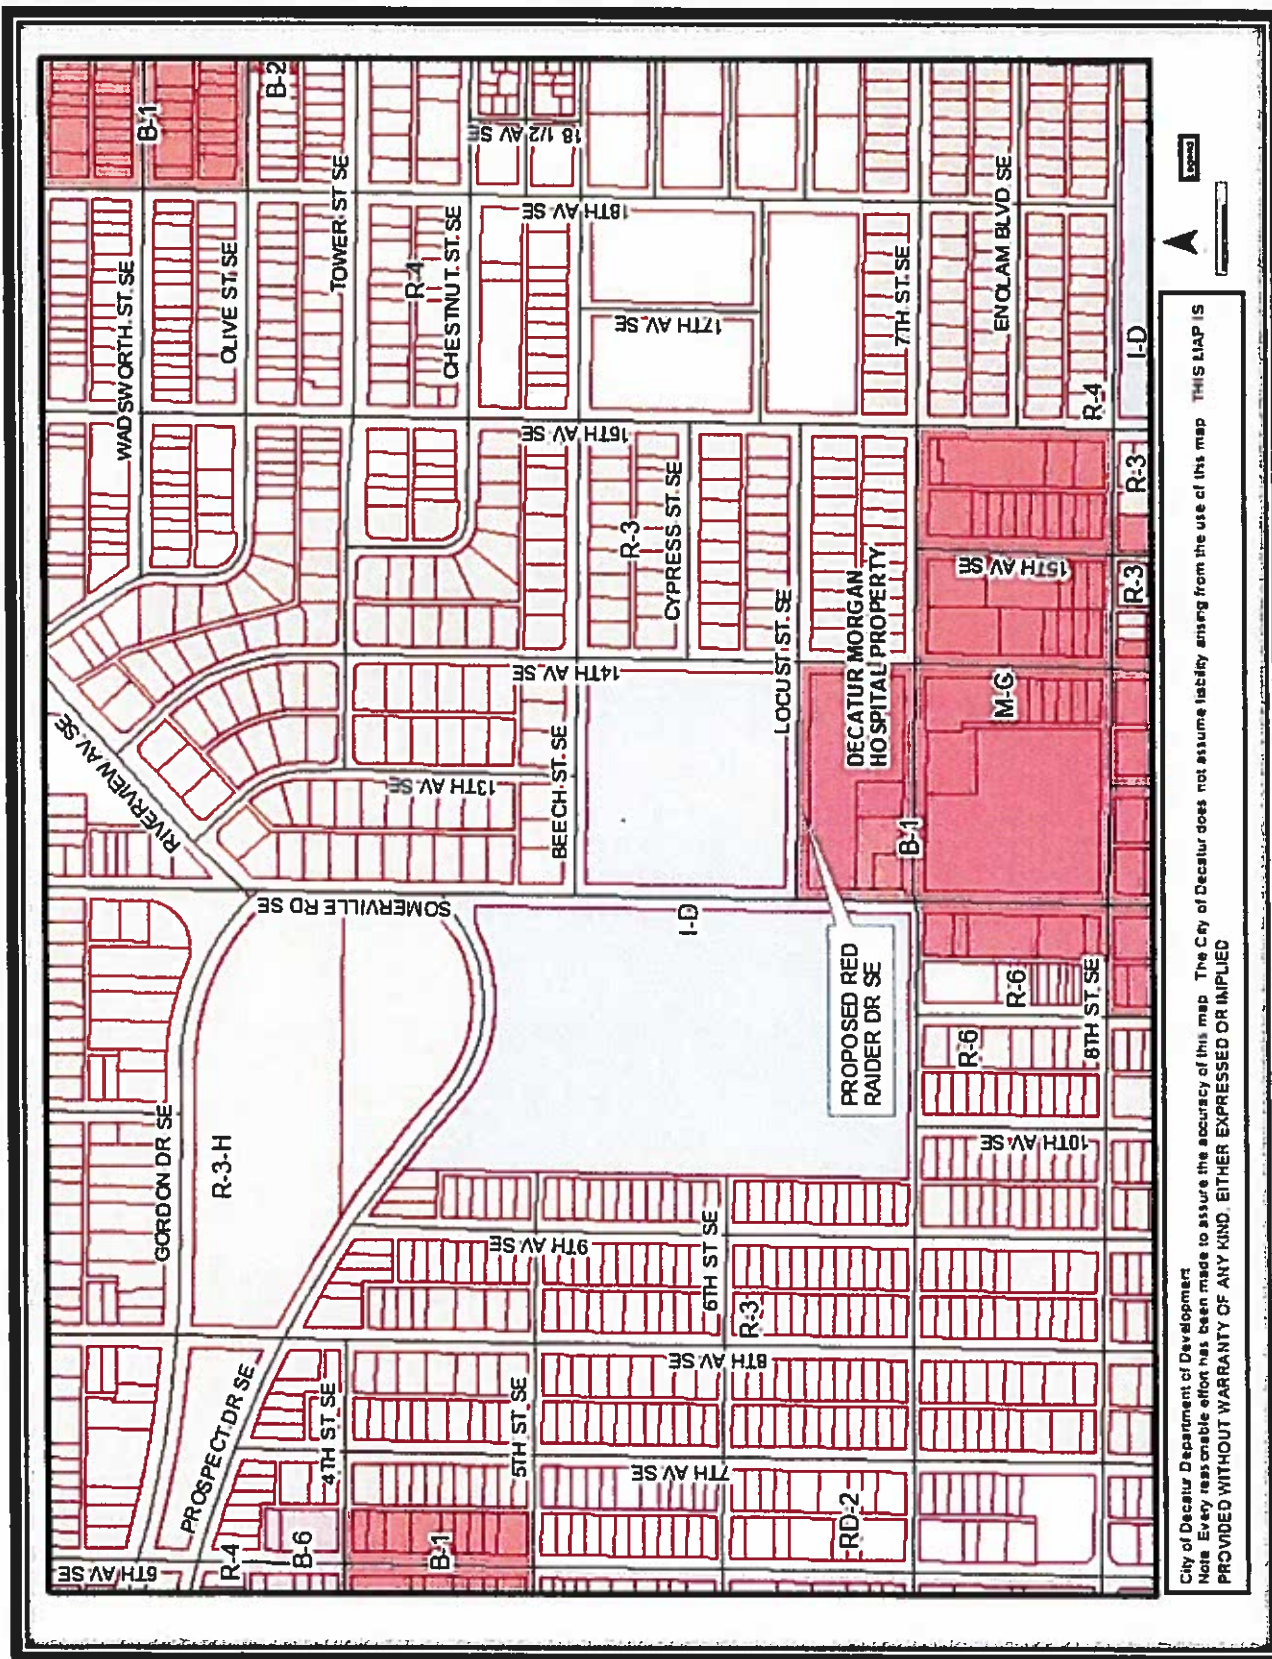 WADSWORTH ST. SE
B-1
B-2
OLIVE ST. SE
TOWER ST SE
R-4
CHESTNUT ST. SE
18 1/2 AV S
18TH AV SE
17TH AV SE
7TH ST. SE
ENOLAM BLVD. SE
R-4
I-D
RIVERVIEW AV. SE
16TH AV SE
R-3
CYPRESS ST. SE
LOCUST ST. SE
DECATUR MORGAN
HOSPITAL PROPERTY
15TH AV SE
R-3
R-3
14TH AV SE
13TH AV SE
BEECH ST. SE
M-G
B-1
SOMERVILLE RD SE
I-D
PROPOSED RED
RAIDER DR SE
R-6
R-6
8TH ST. SE
10TH AV SE
GORDON DR SE
R-3-H
9TH AV SE
6TH ST SE
R-3
8TH AV SE
PROSPECT DR SE
4TH ST SE
5TH ST SE
7TH AV SE
RD-2
6TH AV SE
R-4
B-6
B-1
Legend
City of Decatur Department of Development
Note Every reasonable effort has been made to assure the accuracy of this map The City of Decatur does not assume liability arising from the use of this map THIS MAP IS
PROVIDED WITHOUT WARRANTY OF ANY KIND, EITHER EXPRESSED OR IMPLIED